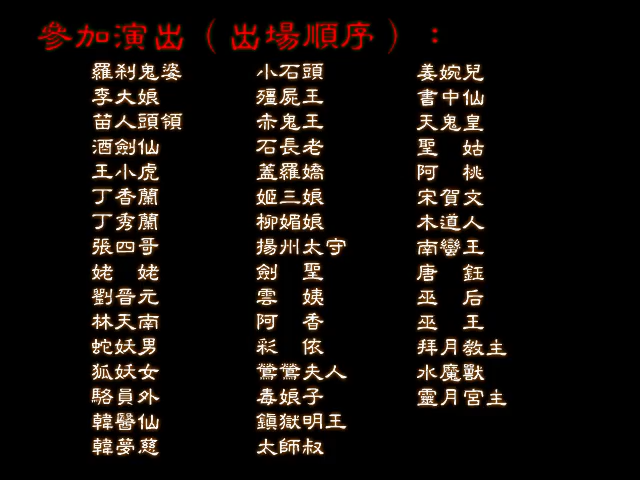 參加演出（出場順序）：
羅剎鬼婆
李大娘
苗人頭領
酒劍仙
王小虎
丁香蘭
丁秀蘭
張四哥
姥　姥
劉晉元
林天南
蛇妖男
狐妖女
駱員外
韓醫仙
韓夢慈
小石頭
殭屍王
赤鬼王
石長老
蓋羅嬌
姬三娘
柳媚娘
揚州太守
劍　聖
雲　姨
阿　香
彩　依
鶯鶯夫人
毒娘子
鎮獄明王
太師叔
姜婉兒
書中仙
天鬼皇
聖　姑
阿　桃
宋賀文
木道人
南蠻王
唐　鈺
巫　后
巫　王
拜月教主
水魔獸
靈月宮主